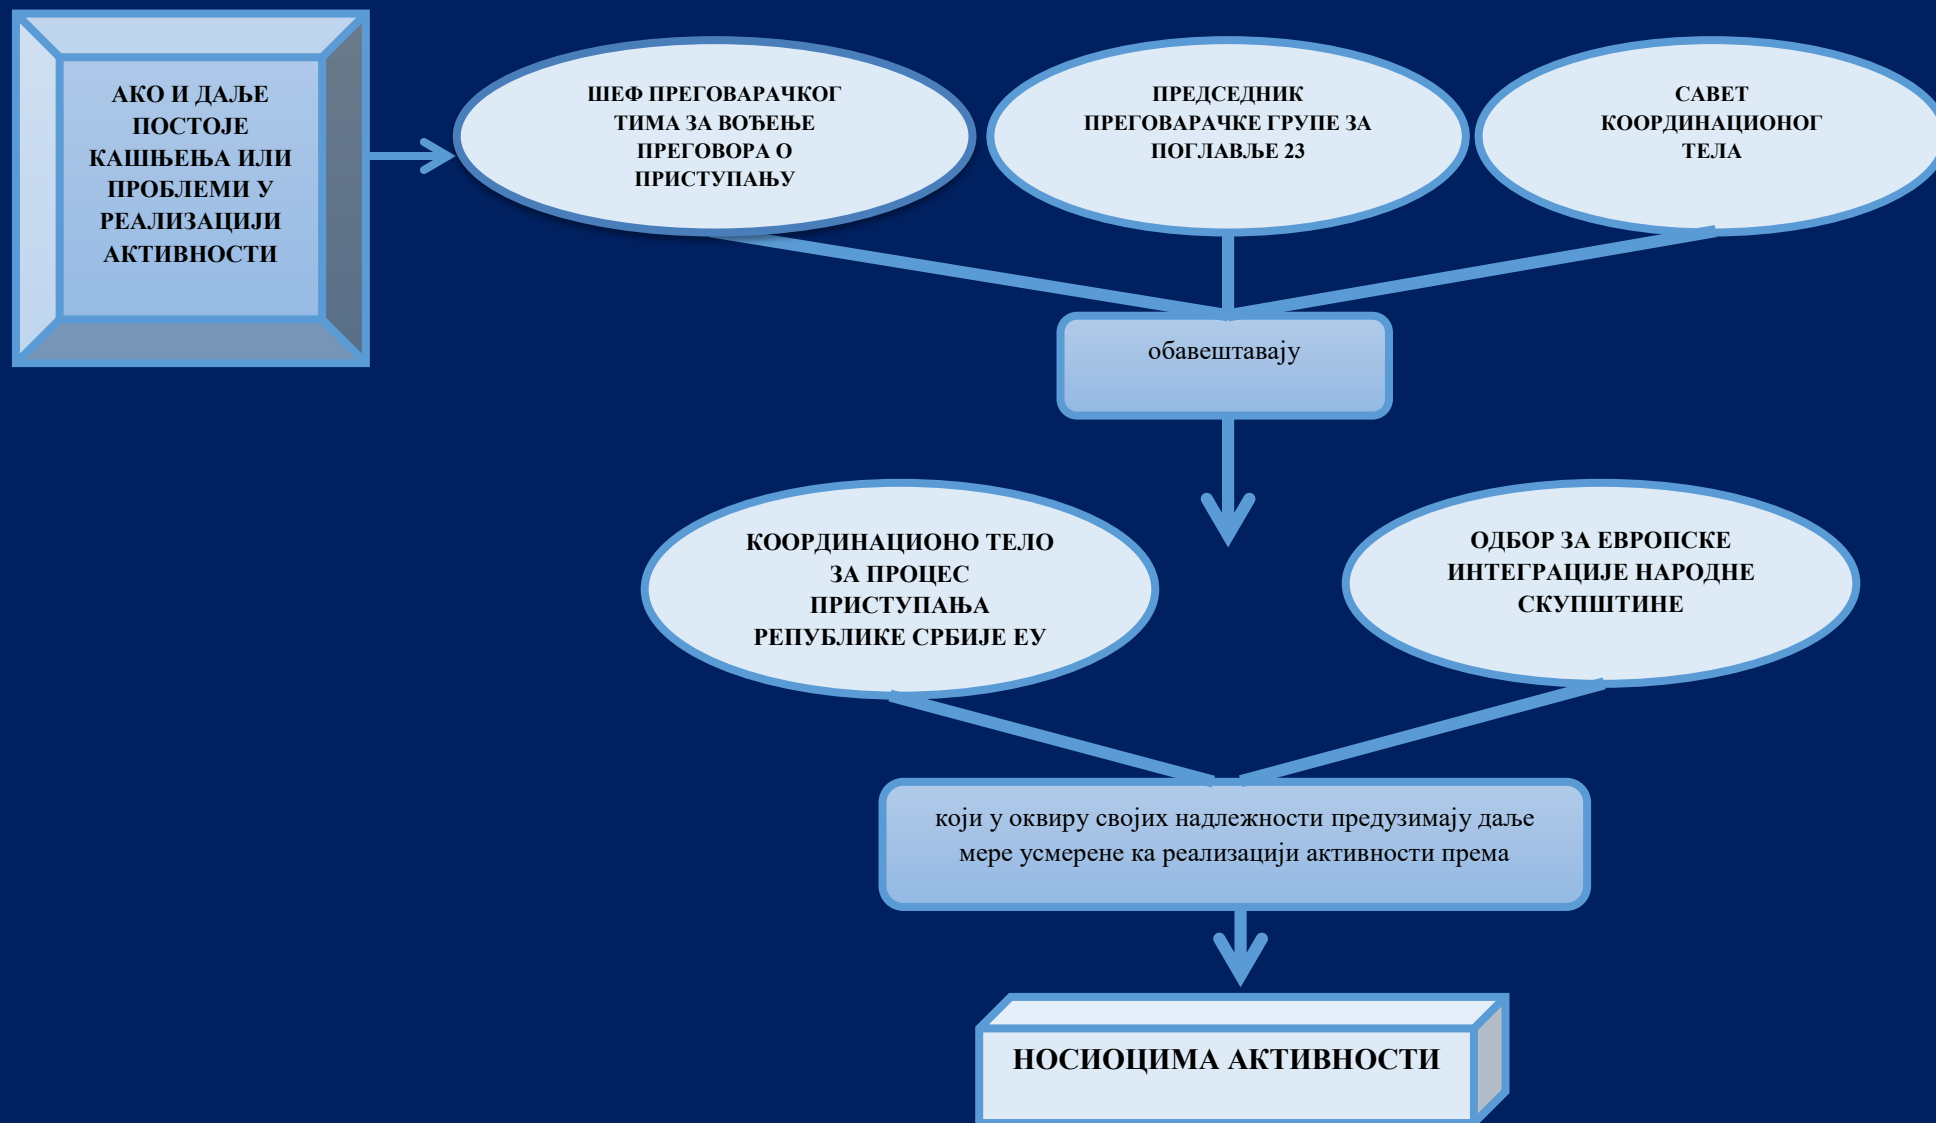 АКО И ДАЉЕ
ПОСТОЈЕ
КАШЊЕЊА ИЛИ
ПРОБЛЕМИ У
РЕАЛИЗАЦИЈИ
АКТИВНОСТИ
ШЕФ ПРЕГОВАРАЧКОГ
ТИМА ЗА ВОЂЕЊЕ
ПРЕГОВОРА О
ПРИСТУПАЊУ
ПРЕДСЕДНИК
ПРЕГОВАРАЧКЕ ГРУПЕ ЗА
ПОГЛАВЉЕ 23
САВЕТ
КООРДИНАЦИОНОГ
ТЕЛА
обавештавају
КООРДИНАЦИОНО ТЕЛО
ЗА ПРОЦЕС
ПРИСТУПАЊА
РЕПУБЛИКЕ СРБИЈЕ ЕУ
ОДБОР ЗА ЕВРОПСКЕ
ИНТЕГРАЦИЈЕ НАРОДНЕ
СКУПШТИНЕ
који у оквиру својих надлежности предузимају даље
мере усмерене ка реализацији активности према
НОСИОЦИМА АКТИВНОСТИ